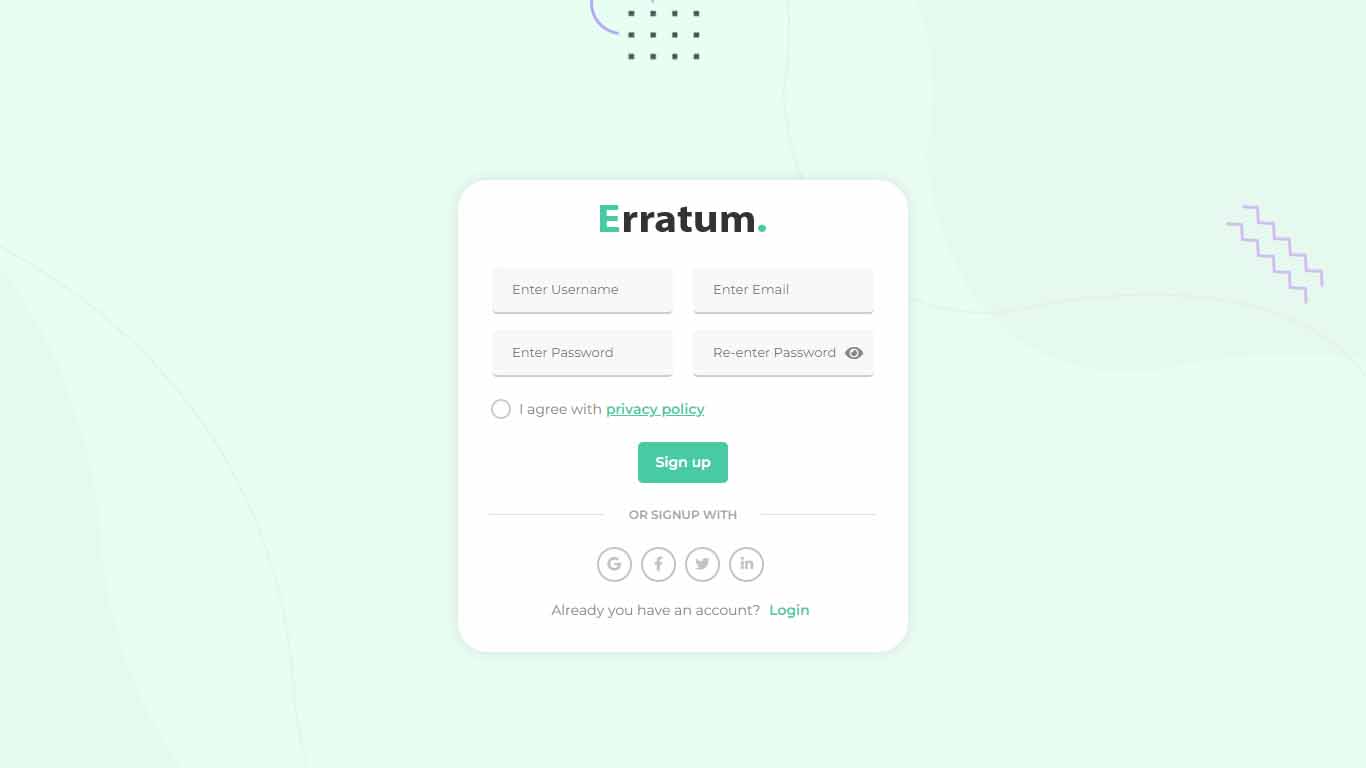 Erratum.
Enter Username
Enter Email
Enter Password
Re-enter Password
I agree with privacy policy
Sign up
OR SIGNUP WITH
Already you have an account? Login